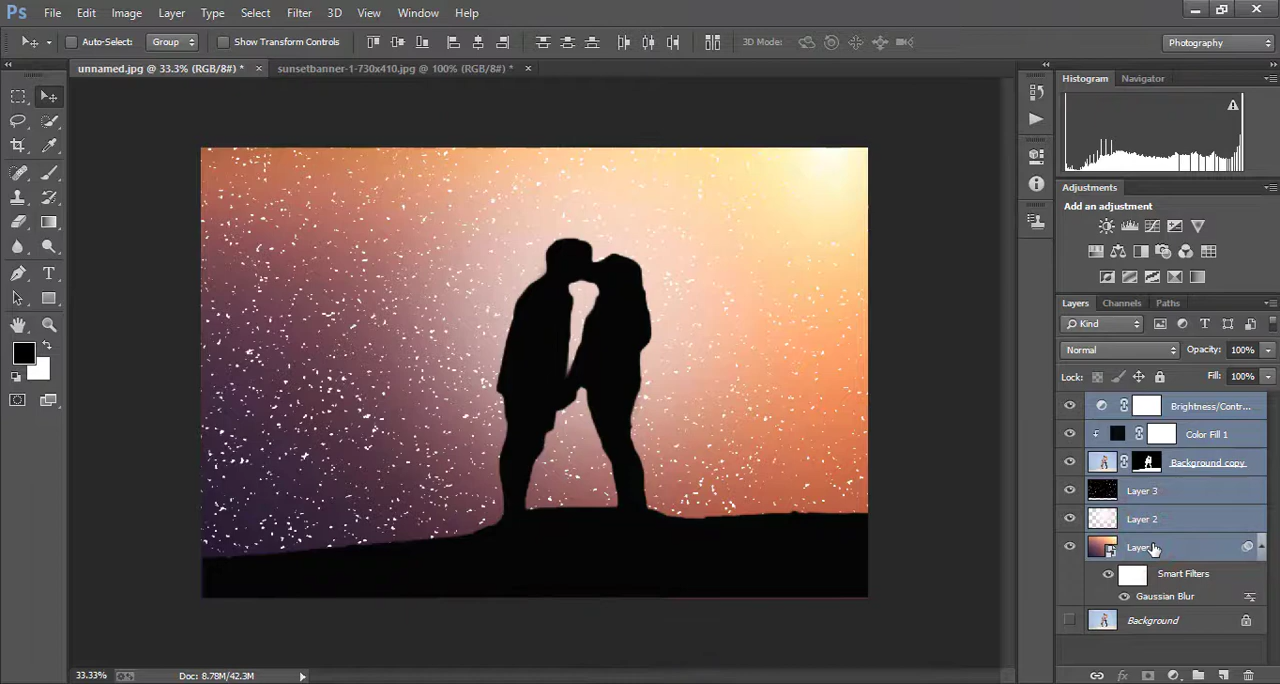 Ps File Edit Image Layer Type Select Filter 3D View Window Help
Auto-Select: Group Show Transform Controls 3D Mode: Photography
unnamed.jpg @ 33.3% (RGB/8#) * × sunsetbanner-1-730x410.jpg @ 100% (RGB/8#) * ×
Histogram Navigator
Adjustments
Add an adjustment
Layers Channels Paths
Kind
Normal Opacity: 100%
Lock: Fill: 100%
Brightness/Contr...
Color Fill 1
Background copy
Layer 3
Layer 2
Layer
Smart Filters
Gaussian Blur
Background
33.33% Doc: 8.78M/42.3M